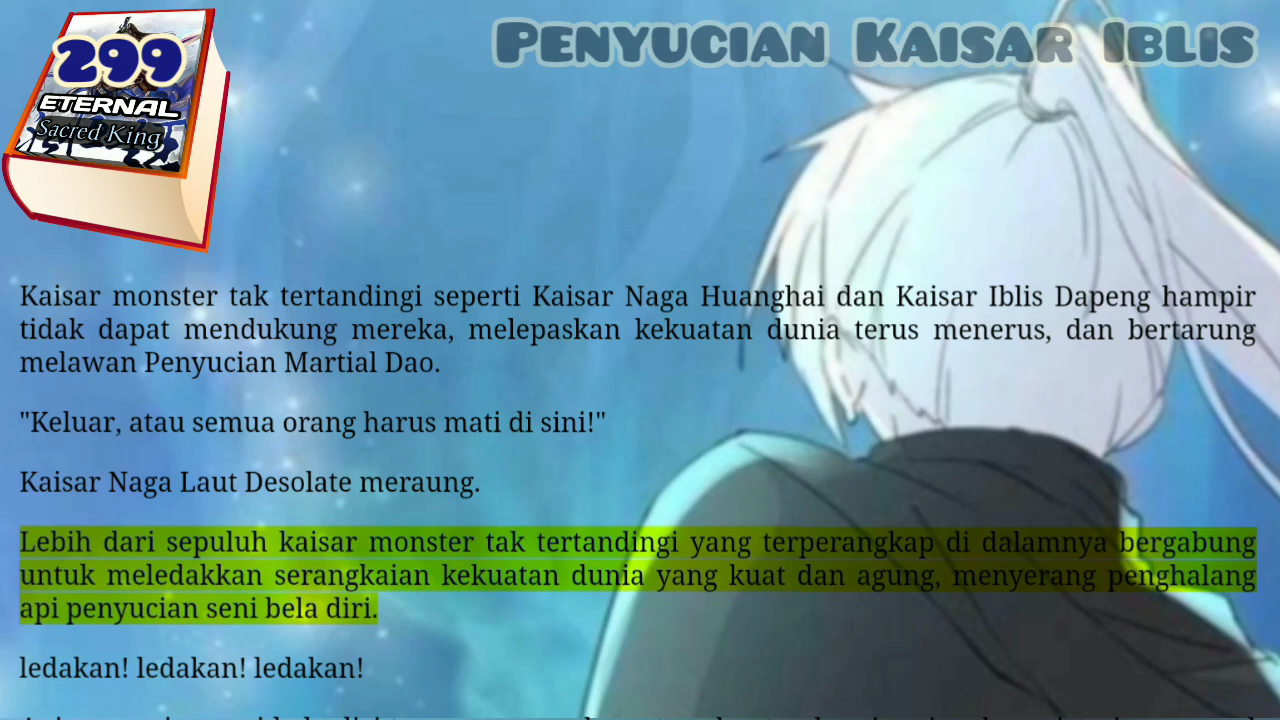 299
ETERNAL
Sacred King
Penyucian Kaisar Iblis
Kaisar monster tak tertandingi seperti Kaisar Naga Huanghai dan Kaisar Iblis Dapeng hampir
tidak dapat mendukung mereka, melepaskan kekuatan dunia terus menerus, dan bertarung
melawan Penyucian Martial Dao.
"Keluar, atau semua orang harus mati di sini!"
Kaisar Naga Laut Desolate meraung.
Lebih dari sepuluh kaisar monster tak tertandingi yang terperangkap di dalamnya bergabung
untuk meledakkan serangkaian kekuatan dunia yang kuat dan agung, menyerang penghalang
api penyucian seni bela diri.
ledakan! ledakan! ledakan!